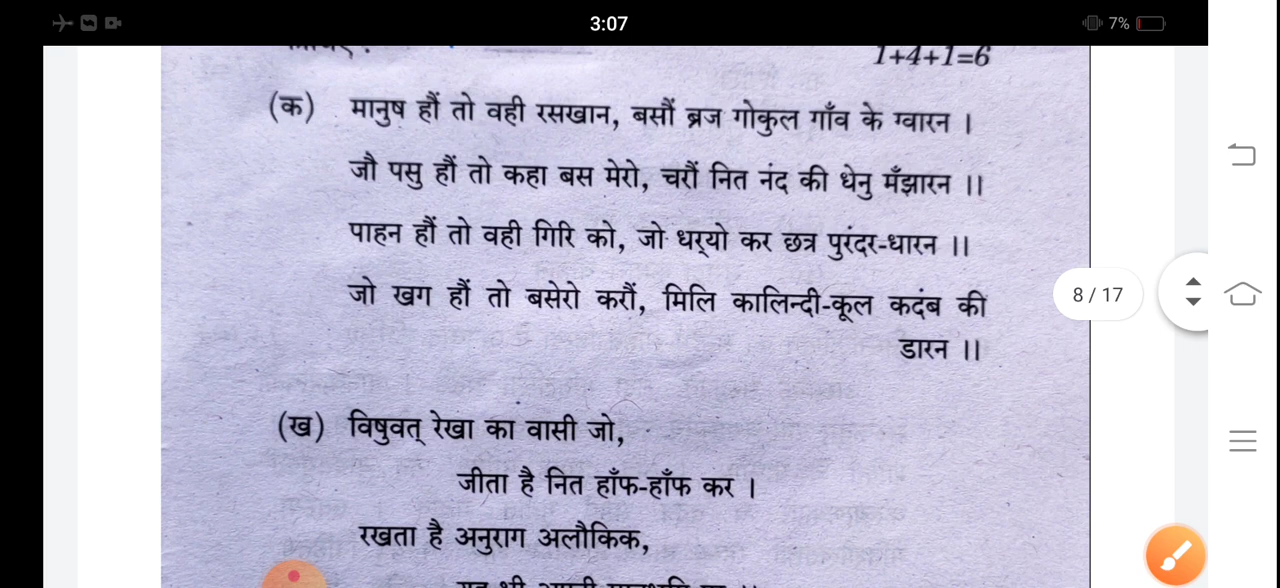 3:07
7%
1+4+1=6
(क) मानुष हौं तो वही रसखान, बसौं ब्रज गोकुल गाँव के ग्वारन ।
जौ पसु हौं तो कहा बस मेरो, चरौं नित नंद की धेनु मँझारन ।।
पाहन हौं तो वही गिरि को, जो धर्‌यो कर छत्र पुरंदर-धारन ।।
जो खग हौं तो बसेरो करौं, मिलि कालिन्दी-कूल कदंब की
डारन ।।
8 / 17
(ख) विषुवत् रेखा का वासी जो,
जीता है नित हाँफ-हाँफ कर ।
रखता है अनुराग अलौकिक,